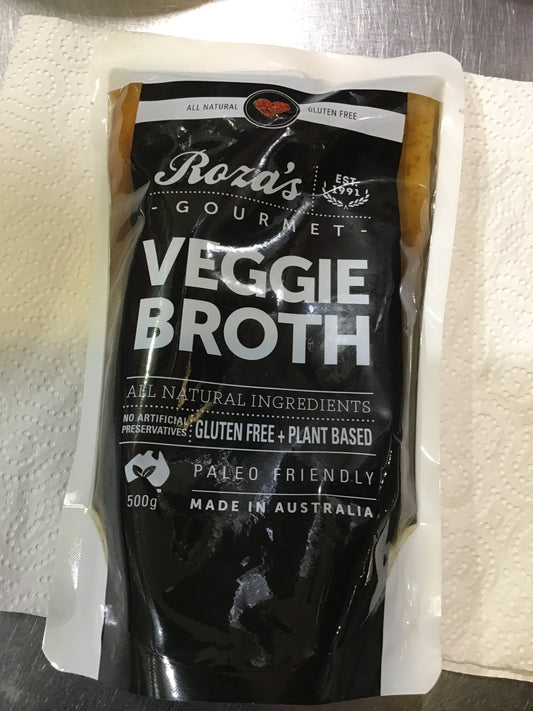 ALL NATURAL GLUTEN FREE
Roza's
EST.
1991
- GOURMET -
VEGGIE
BROTH
ALL NATURAL INGREDIENTS
NO ARTIFICIAL
PRESERVATIVES
GLUTEN FREE + PLANT BASED
500g
PALEO FRIENDLY
MADE IN AUSTRALIA